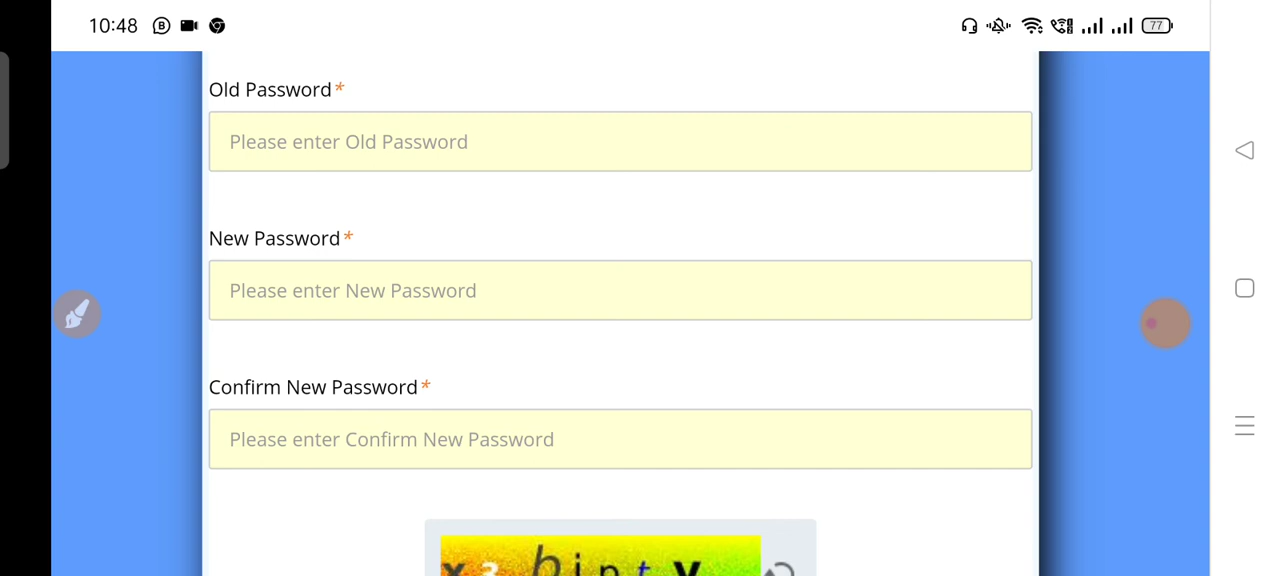 10:48
77
Old Password*
Please enter Old Password
New Password*
Please enter New Password
Confirm New Password*
Please enter Confirm New Password